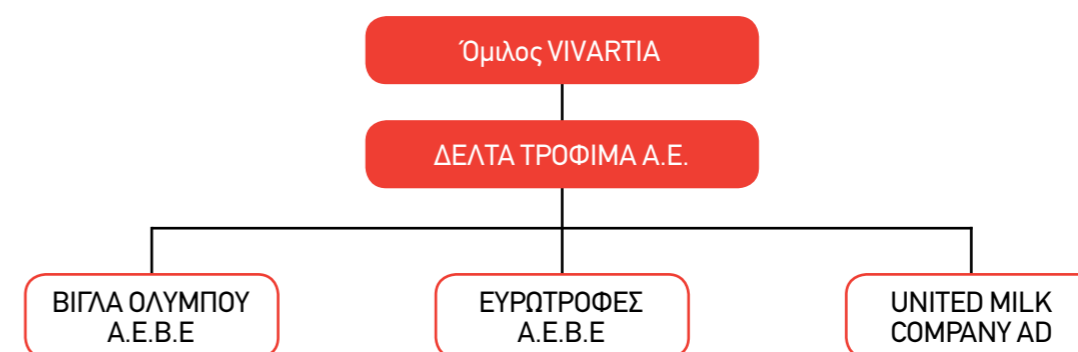 Όμιλος VIVARTIA
ΔΕΛΤΑ ΤΡΟΦΙΜΑ Α.Ε.
ΒΙΓΛΑ ΟΛΥΜΠΟΥ
Α.Ε.Β.Ε
ΕΥΡΩΤΡΟΦΕΣ
Α.Ε.Β.Ε
UNITED MILK
COMPANY AD